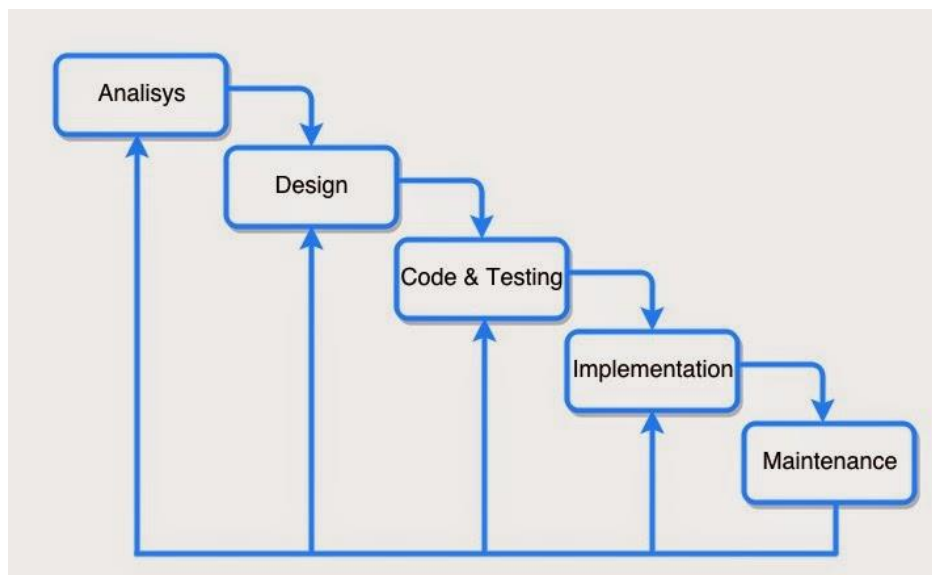 Analisys
Design
Code & Testing
Implementation
Maintenance